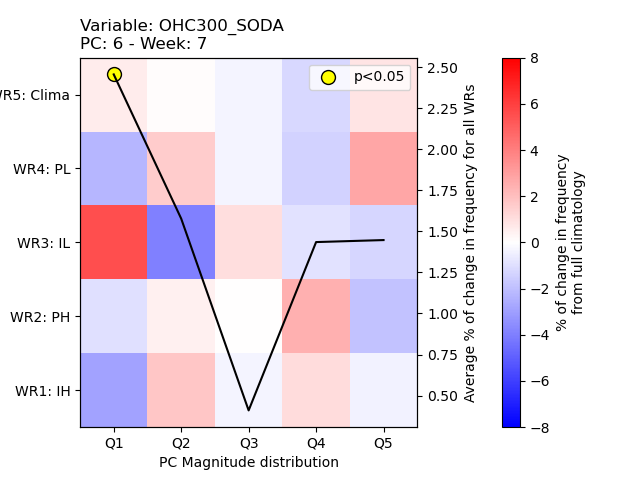 Variable: OHC300_SODA
PC: 6 - Week: 7
p<0.05
WR5: Clima
WR4: PL
WR3: IL
WR2: PH
WR1: IH
Q1 Q2 Q3 Q4 Q5
PC Magnitude distribution
2.50
2.25
2.00
1.75
1.50
1.25
1.00
0.75
0.50
Average % of change in frequency for all WRs
8
6
4
2
0
−2
−4
−6
−8
% of change in frequency
from full climatology